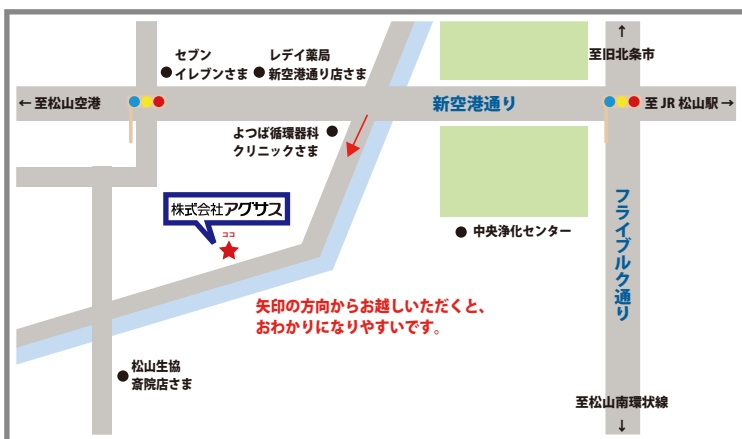 ↑
至旧北条市
セブン
イレブンさま
レデイ薬局
新空港通り店さま
←至松山空港
新空港通り
至JR松山駅→
よつば循環器科
クリニックさま
株式会社アグサス
ココ
中央浄化センター
フライブルク通り
矢印の方向からお越しいただくと、
おわかりになりやすいです。
松山生協
斎院店さま
至松山南環状線
↓